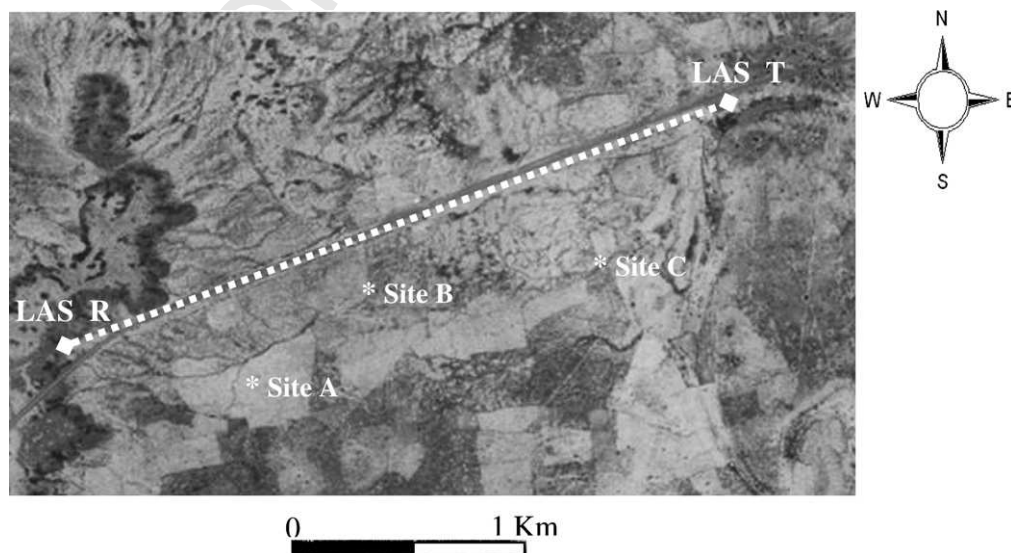 N
LAS T
W E
S
* Site C
* Site B
LAS R
* Site A
0 1 Km